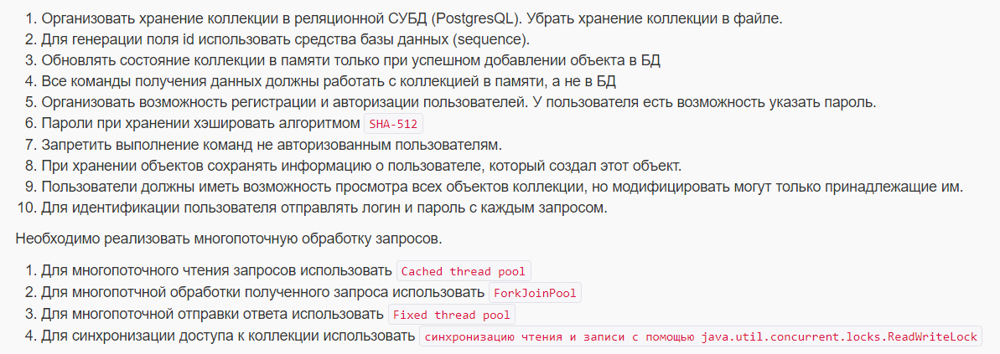 1. Организовать хранение коллекции в реляционной СУБД (PostgresQL). Убрать хранение коллекции в файле.
2. Для генерации поля id использовать средства базы данных (sequence).
3. Обновлять состояние коллекции в памяти только при успешном добавлении объекта в БД
4. Все команды получения данных должны работать с коллекцией в памяти, а не в БД
5. Организовать возможность регистрации и авторизации пользователей. У пользователя есть возможность указать пароль.
6. Пароли при хранении хэшировать алгоритмом SHA-512
7. Запретить выполнение команд не авторизованным пользователям.
8. При хранении объектов сохранять информацию о пользователе, который создал этот объект.
9. Пользователи должны иметь возможность просмотра всех объектов коллекции, но модифицировать могут только принадлежащие им.
10. Для идентификации пользователя отправлять логин и пароль с каждым запросом.
Необходимо реализовать многопоточную обработку запросов.
1. Для многопоточного чтения запросов использовать Cached thread pool
2. Для многопотчной обработки полученного запроса использовать ForkJoinPool
3. Для многопоточной отправки ответа использовать Fixed thread pool
4. Для синхронизации доступа к коллекции использовать синхронизацию чтения и записи с помощью java.util.concurrent.locks.ReadWriteLock